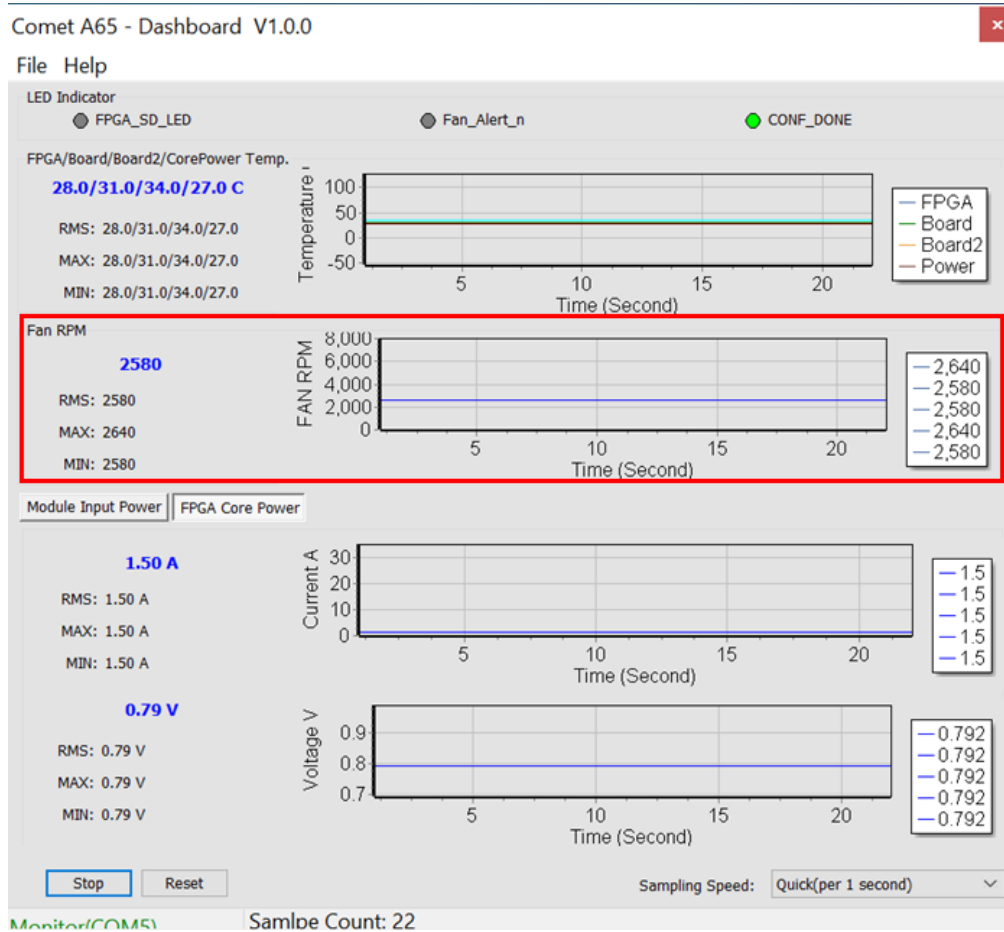 Comet A65 - Dashboard V1.0.0
×
File Help
LED Indicator
FPGA_SD_LED Fan_Alert_n CONF_DONE
FPGA/Board/Board2/CorePower Temp.
28.0/31.0/34.0/27.0 C
RMS: 28.0/31.0/34.0/27.0
MAX: 28.0/31.0/34.0/27.0
MIN: 28.0/31.0/34.0/27.0
Temperature
100
50
0
-50
5 10 15 20
Time (Second)
FPGA
Board
Board2
Power
Fan RPM
2580
RMS: 2580
MAX: 2640
MIN: 2580
FAN RPM
8,000
6,000
4,000
2,000
0
5 10 15 20
Time (Second)
2,640
2,580
2,580
2,640
2,580
Module Input Power FPGA Core Power
1.50 A
RMS: 1.50 A
MAX: 1.50 A
MIN: 1.50 A
Current A
30
20
10
0
5 10 15 20
Time (Second)
1.5
1.5
1.5
1.5
1.5
0.79 V
RMS: 0.79 V
MAX: 0.79 V
MIN: 0.79 V
Voltage V
0.9
0.8
0.7
5 10 15 20
Time (Second)
0.792
0.792
0.792
0.792
0.792
Stop Reset
Sampling Speed: Quick(per 1 second)
Monitor(COM5) Samlpe Count: 22